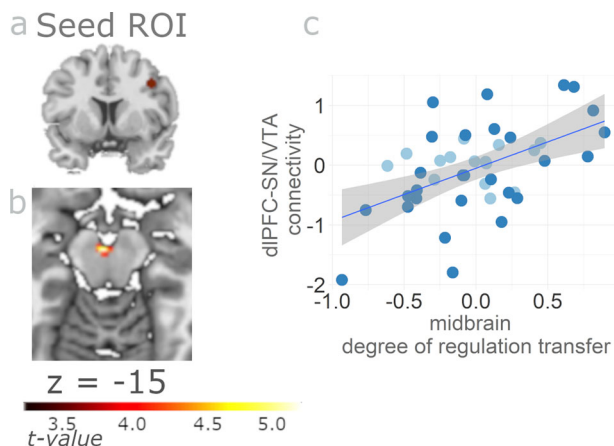 a Seed ROI
b
z = -15
3.5 4.0 4.5 5.0
t-value
c
dlPFC-SN/VTA
connectivity
1
0
-1
-2
-1.0 -0.5 0.0 0.5
midbrain
degree of regulation transfer